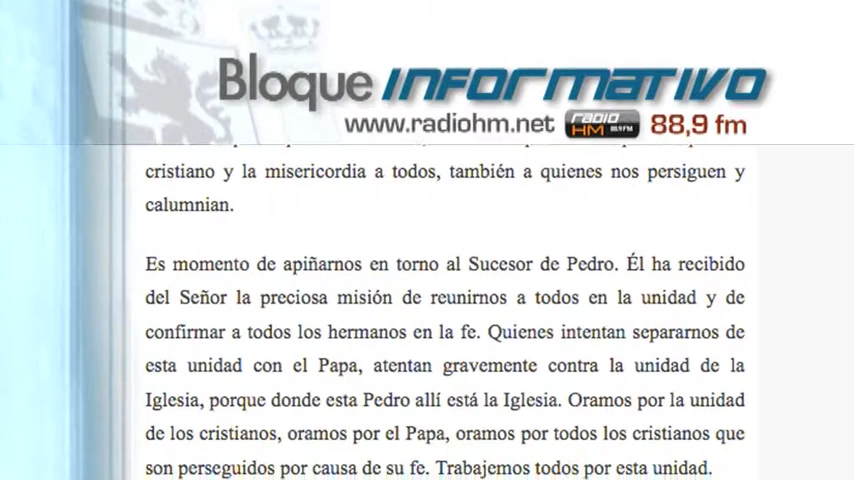 Bloque INFORMATIVO
www.radiohm.net RADIO HM 88.9 FM 88,9 fm
cristiano y la misericordia a todos, también a quienes nos persiguen y
calumnian.
Es momento de apiñarnos en torno al Sucesor de Pedro. Él ha recibido
del Señor la preciosa misión de reunirnos a todos en la unidad y de
confirmar a todos los hermanos en la fe. Quienes intentan separarnos de
esta unidad con el Papa, atentan gravemente contra la unidad de la
Iglesia, porque donde esta Pedro allí está la Iglesia. Oramos por la unidad
de los cristianos, oramos por el Papa, oramos por todos los cristianos que
son perseguidos por causa de su fe. Trabajemos todos por esta unidad.